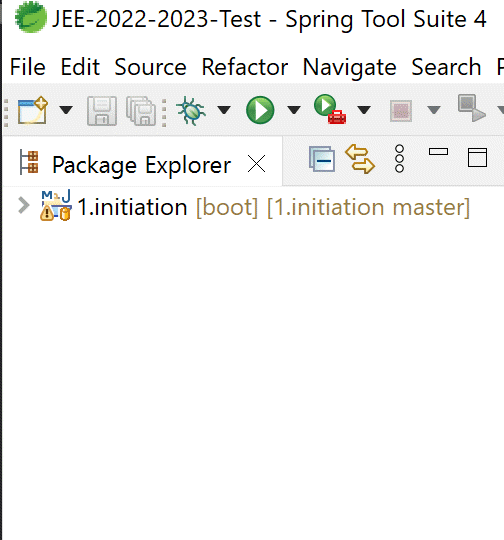 JEE-2022-2023-Test - Spring Tool Suite 4
File Edit Source Refactor Navigate Search
Package Explorer
1.initiation [boot] [1.initiation master]